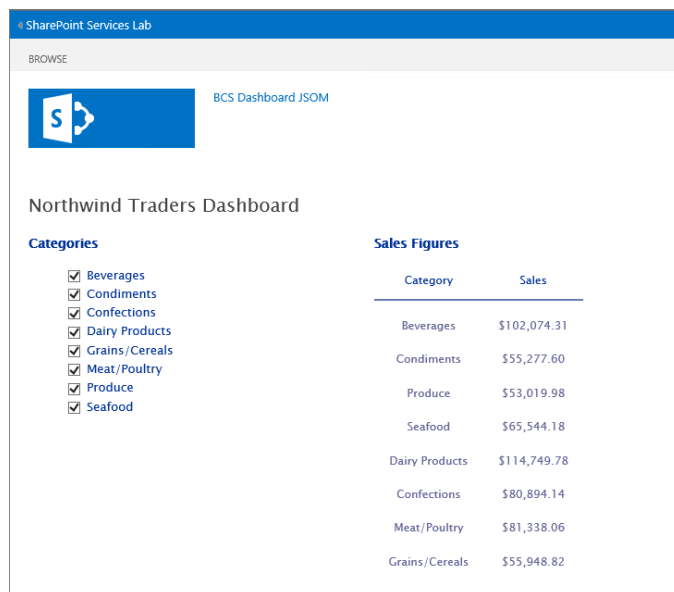 SharePoint Services Lab
BROWSE
S
BCS Dashboard JSOM
Northwind Traders Dashboard
Categories
Beverages
Condiments
Confections
Dairy Products
Grains/Cereals
Meat/Poultry
Produce
Seafood
Sales Figures
Category Sales
Beverages $102,074.31
Condiments $55,277.60
Produce $53,019.98
Seafood $65,544.18
Dairy Products $114,749.78
Confections $80,894.14
Meat/Poultry $81,338.06
Grains/Cereals $55,948.82